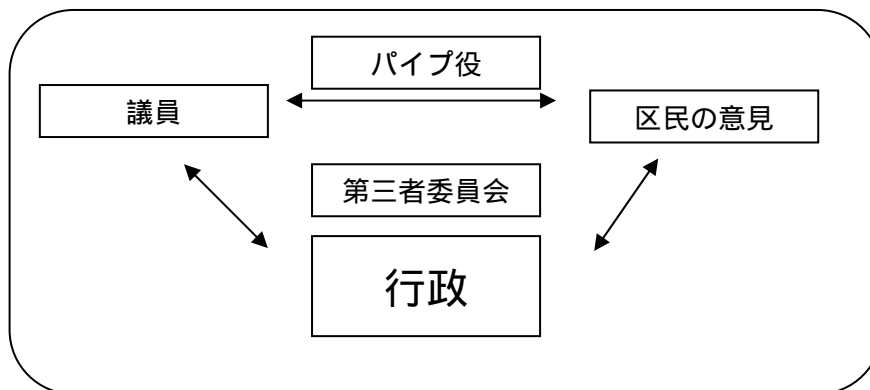 パイプ役
議員
区民の意見
第三者委員会
行政